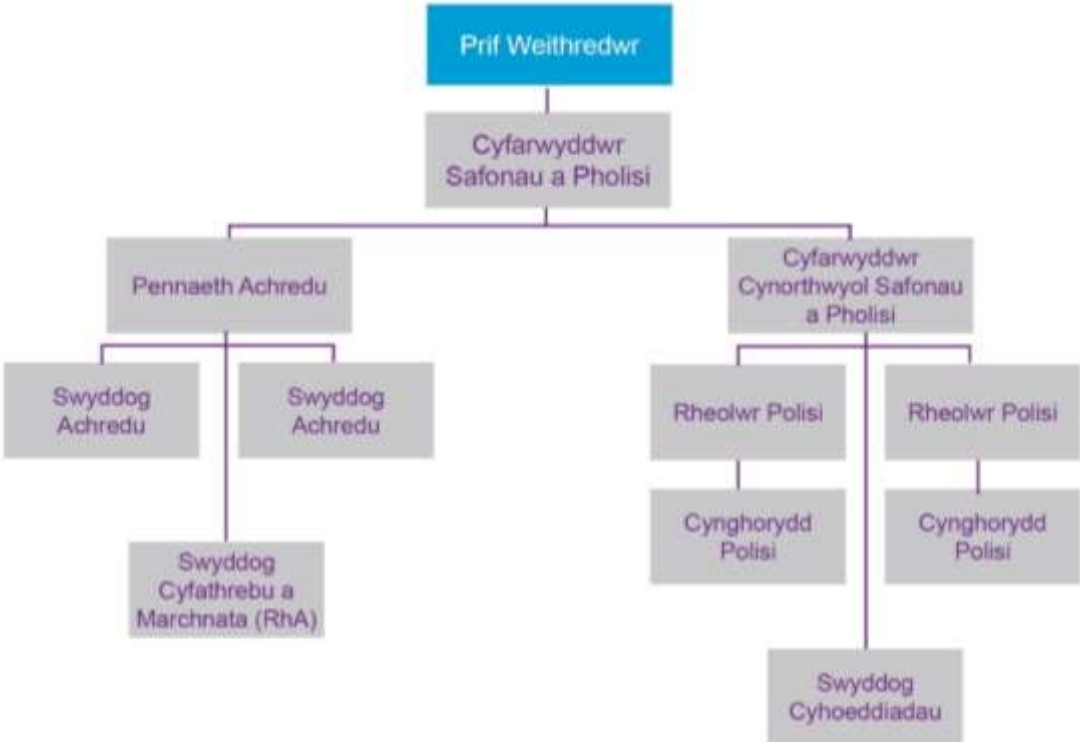 Prif Weithredwr
Cyfarwyddwr
Safonau a Pholisi
Pennaeth Achredu
Cyfarwyddwr
Cynorthwyol Safonau
a Pholisi
Swyddog
Achredu
Swyddog
Achredu
Rheolwr Polisi
Rheolwr Polisi
Cynghorydd
Polisi
Cynghorydd
Polisi
Swyddog
Cyfathrebu a
Marchnata (RhA)
Swyddog
Cyhoeddiadau